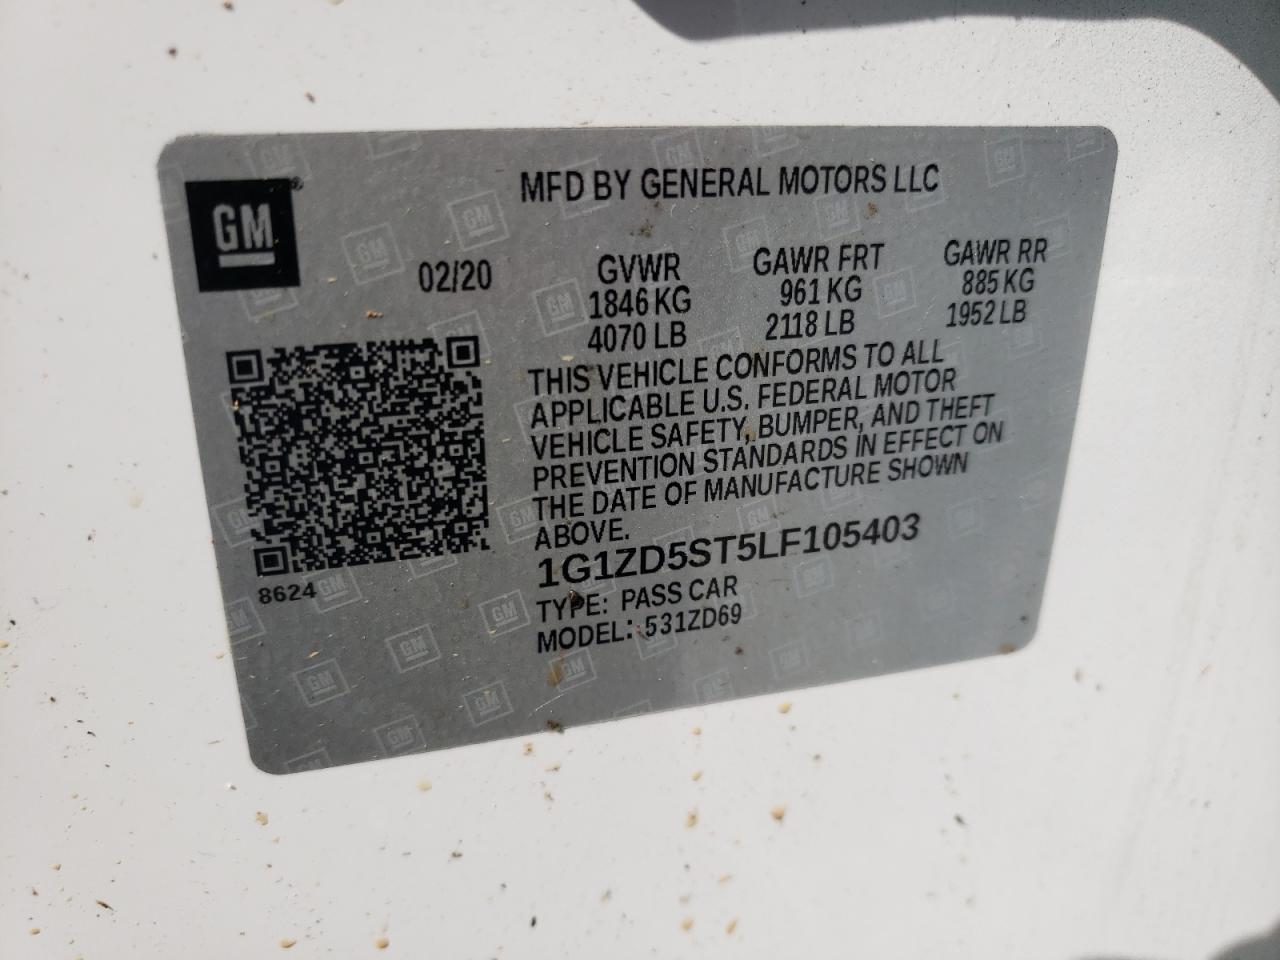 MFD BY GENERAL MOTORS LLC
GM
02/20
GVWR
1846 KG
4070 LB
GAWR FRT
961 KG
2118 LB
GAWR RR
885 KG
1952 LB
THIS VEHICLE CONFORMS TO ALL
APPLICABLE U.S. FEDERAL MOTOR
VEHICLE SAFETY, BUMPER, AND THEFT
PREVENTION STANDARDS IN EFFECT ON
THE DATE OF MANUFACTURE SHOWN
ABOVE.
1G1ZD5ST5LF105403
TYPE: PASS CAR
MODEL: 531ZD69
8624